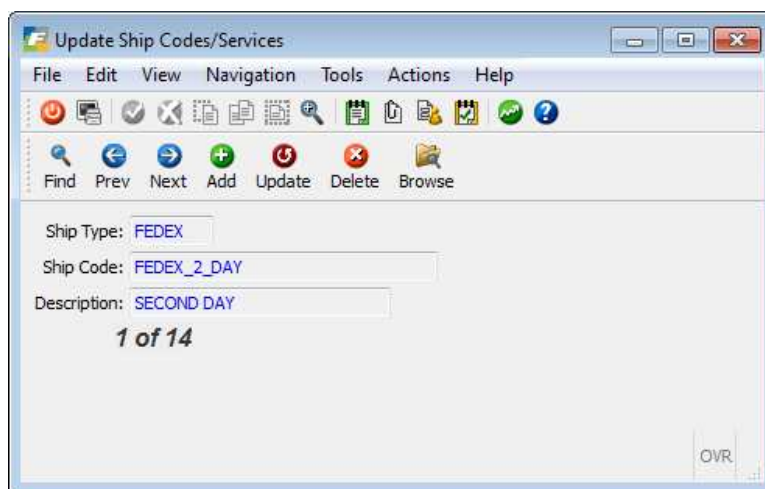 Update Ship Codes/Services
File Edit View Navigation Tools Actions Help
Find Prev Next Add Update Delete Browse
Ship Type: FEDEX
Ship Code: FEDEX_2_DAY
Description: SECOND DAY
1 of 14
OVR